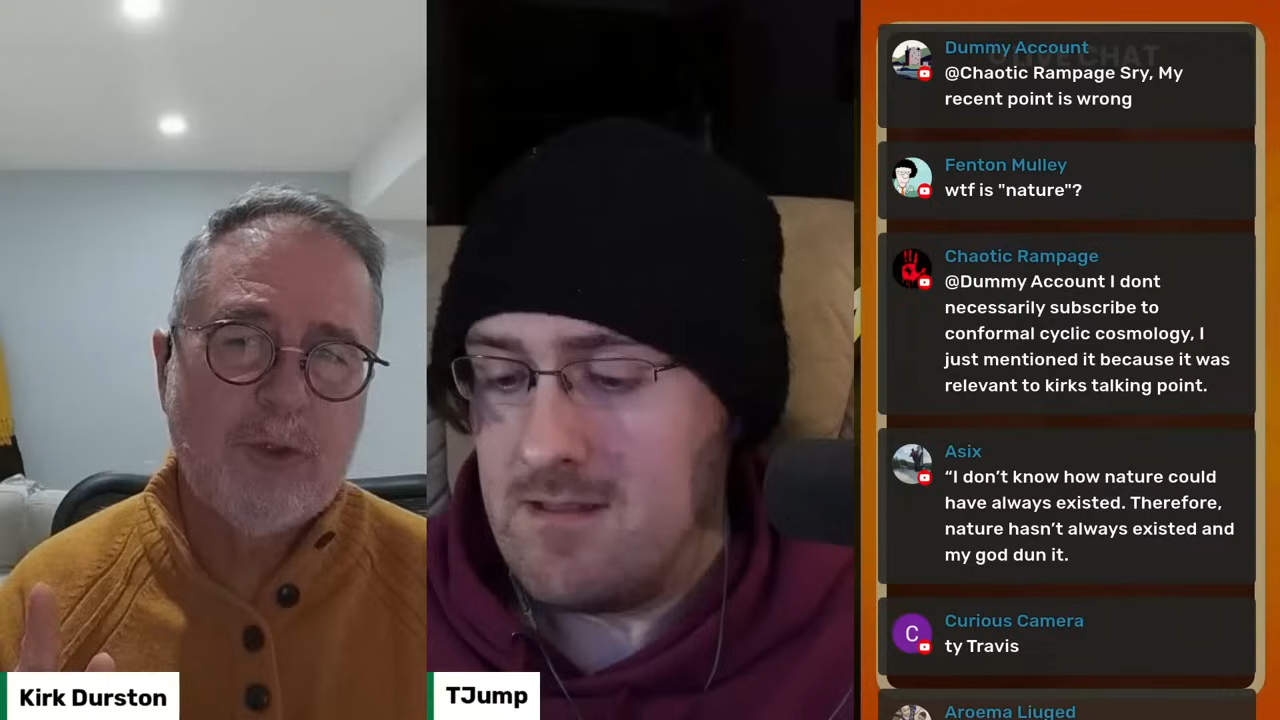 Dummy Account
@Chaotic Rampage Sry, My
recent point is wrong
Fenton Mulley
wtf is "nature"?
Chaotic Rampage
@Dummy Account I dont
necessarily subscribe to
conformal cyclic cosmology, I
just mentioned it because it was
relevant to kirks talking point.
Asix
“I don’t know how nature could
have always existed. Therefore,
nature hasn’t always existed and
my god dun it.
C
Curious Camera
ty Travis
Aroema Liuged
Kirk Durston
TJump